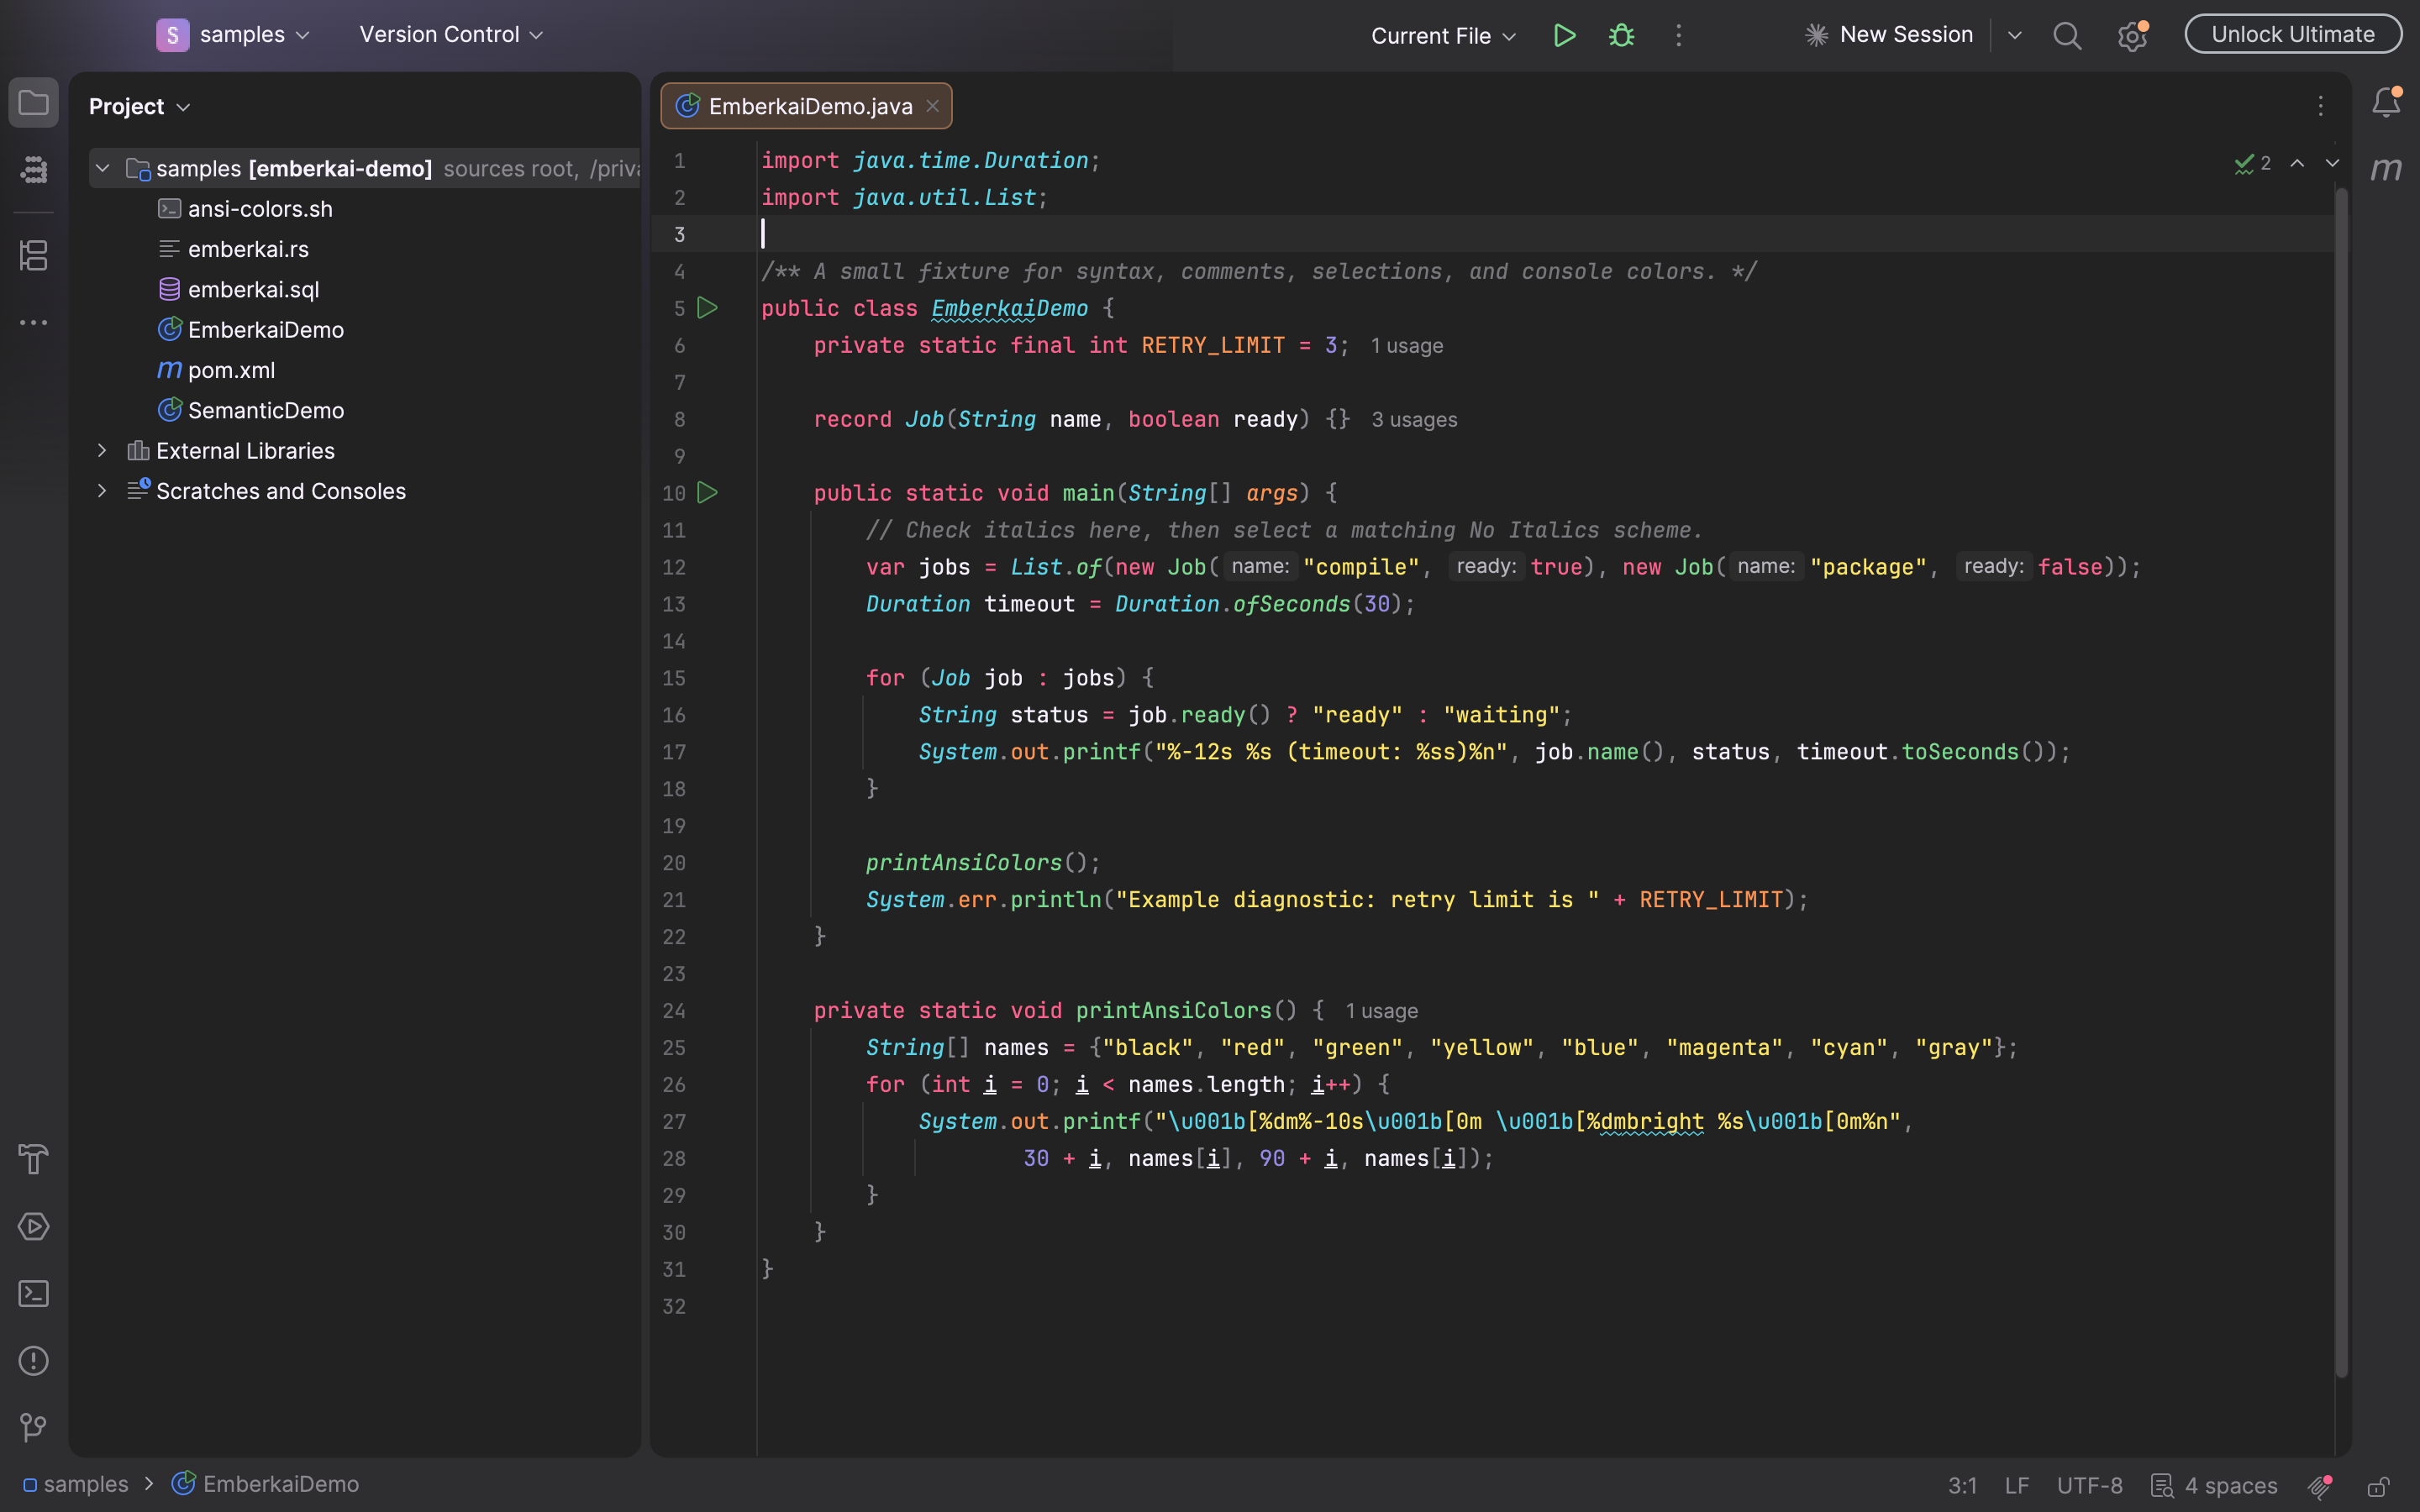 S samples Version Control Current File New Session Unlock Ultimate
Project
samples [emberkai-demo] sources root,
ansi-colors.sh
emberkai.rs
emberkai.sql
EmberkaiDemo
m pom.xml
SemanticDemo
External Libraries
Scratches and Consoles
EmberkaiDemo.java
2
m
1 import java.time.Duration;
2 import java.util.List;
3
4 /** A small fixture for syntax, comments, selections, and console colors. */
5 public class EmberkaiDemo {
6     private static final int RETRY_LIMIT = 3; 1 usage
7
8     record Job(String name, boolean ready) {} 3 usages
9
10     public static void main(String[] args) {
11         // Check italics here, then select a matching No Italics scheme.
12         var jobs = List.of(new Job( name: "compile", ready: true), new Job( name: "package", ready: false));
13         Duration timeout = Duration.ofSeconds(30);
14
15         for (Job job : jobs) {
16             String status = job.ready() ? "ready" : "waiting";
17             System.out.printf("%-12s %s (timeout: %ss)%n", job.name(), status, timeout.toSeconds());
18         }
19
20         printAnsiColors();
21         System.err.println("Example diagnostic: retry limit is " + RETRY_LIMIT);
22     }
23
24     private static void printAnsiColors() { 1 usage
25         String[] names = {"black", "red", "green", "yellow", "blue", "magenta", "cyan", "gray"};
26         for (int i = 0; i < names.length; i++) {
27             System.out.printf("\u001b[%dm%-10s\u001b[0m \u001b[%dmbright %s\u001b[0m%n",
28                     30 + i, names[i], 90 + i, names[i]);
29         }
30     }
31 }
32
samples > EmberkaiDemo
3:1 LF UTF-8 4 spaces